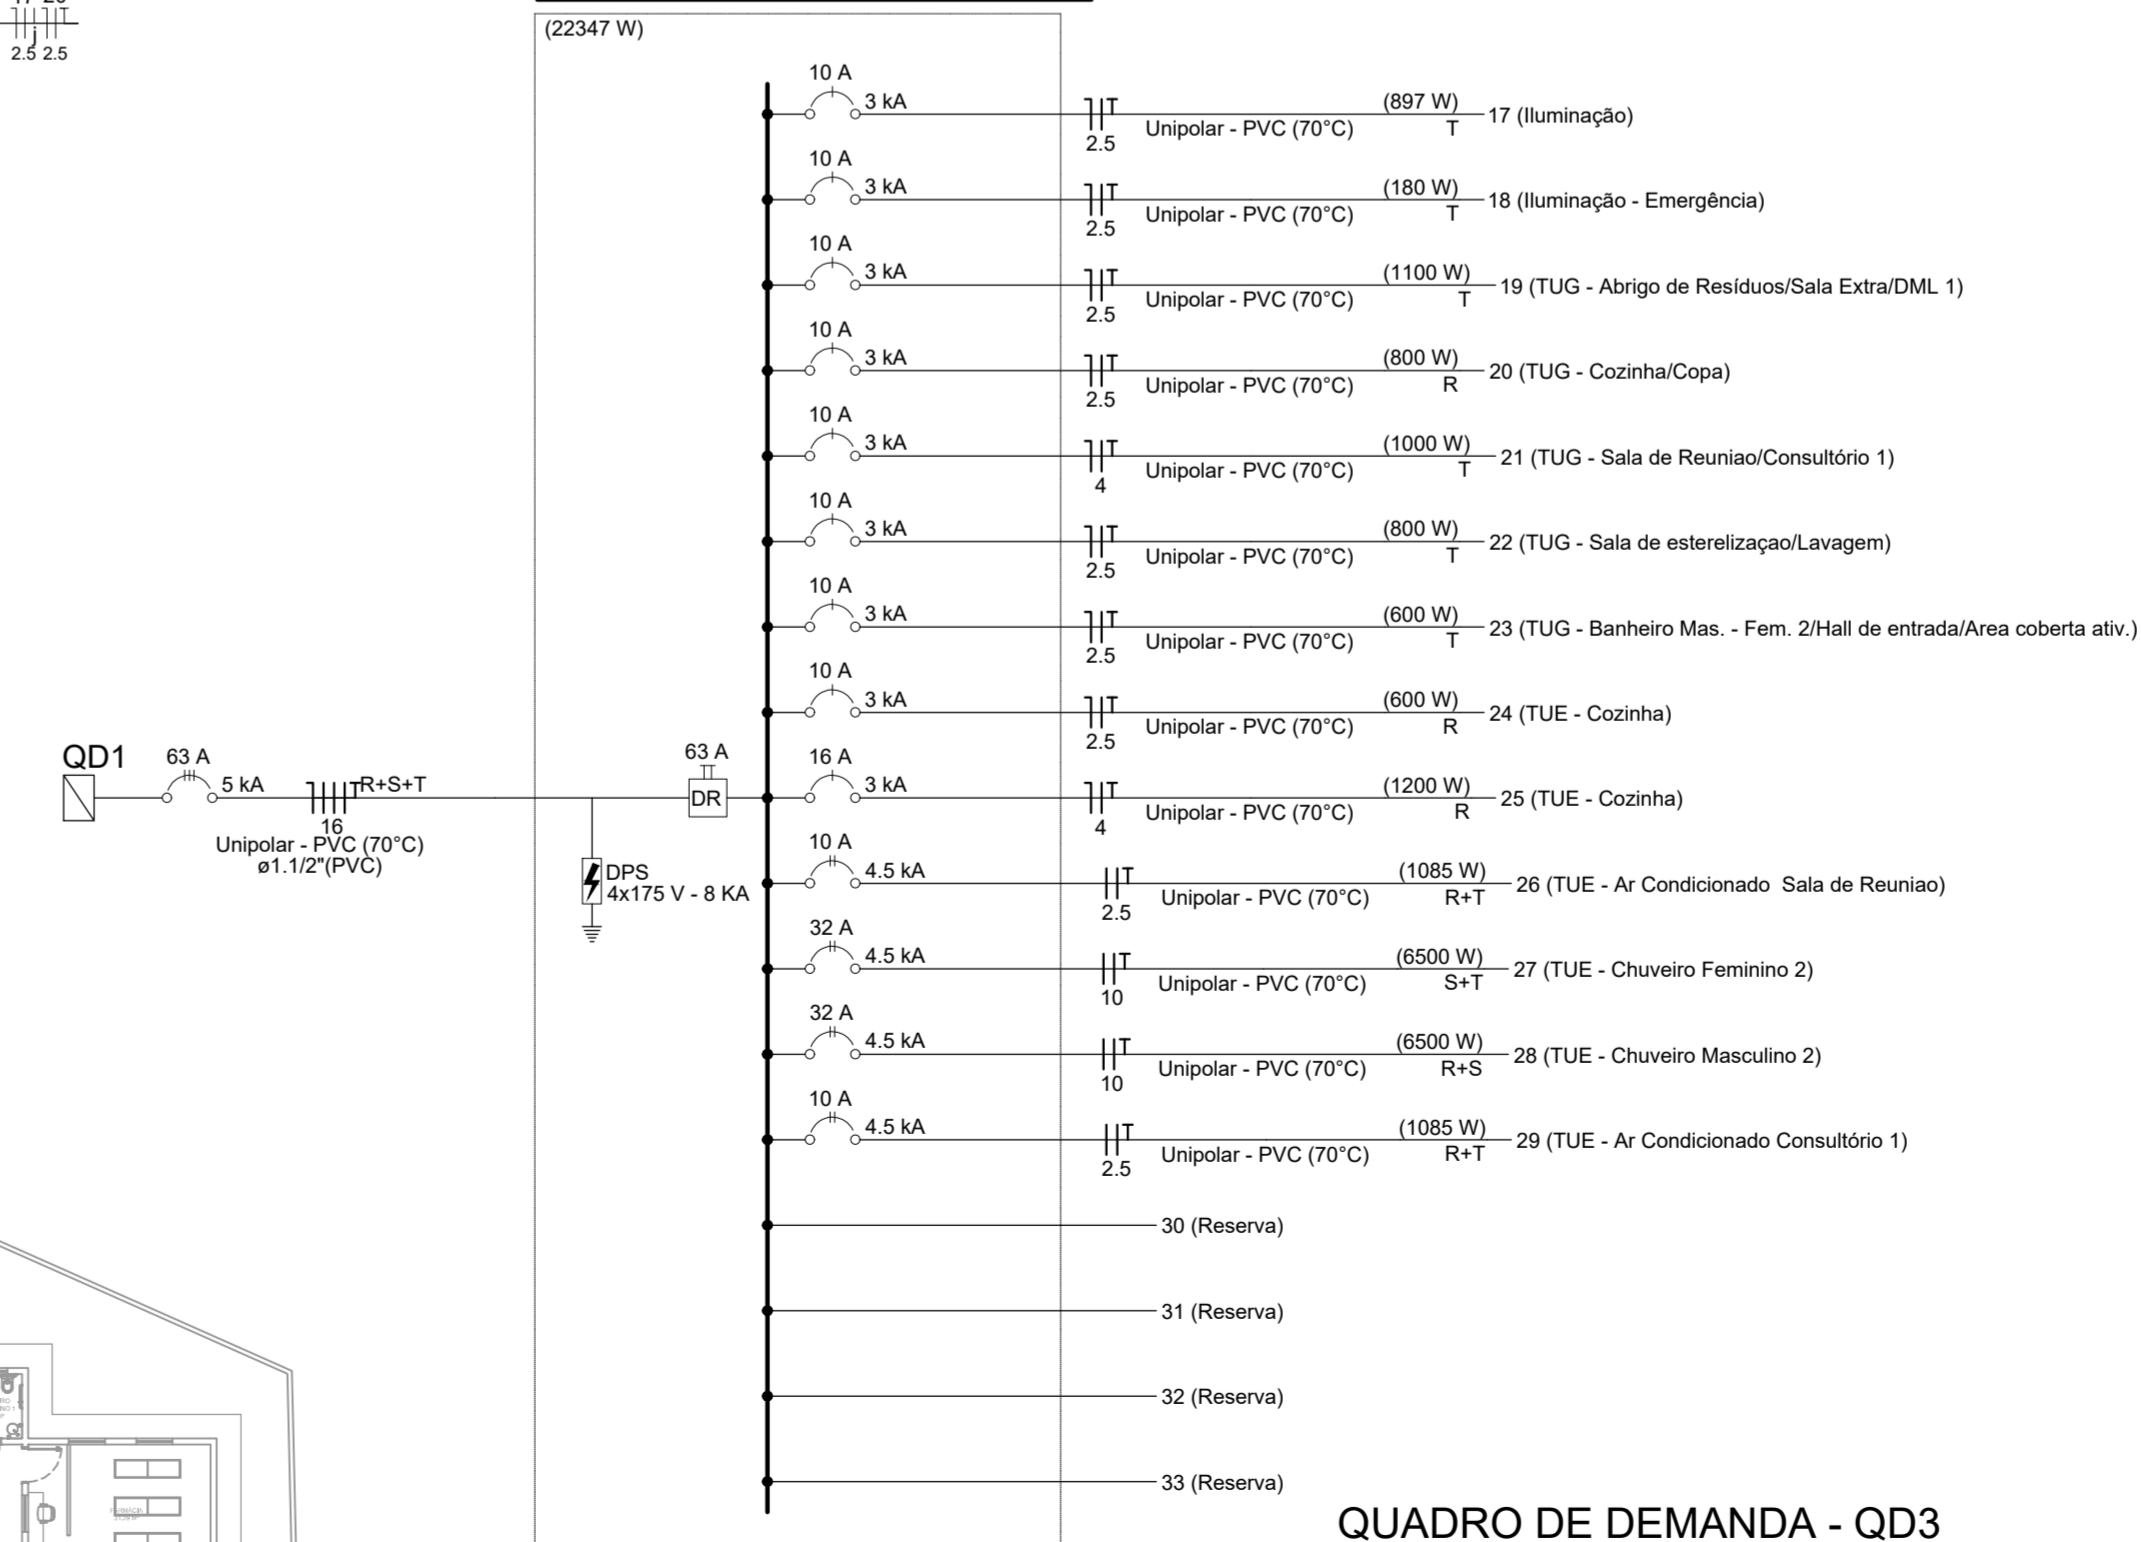 2.5 2.5
j
(22347 W)
10 A
3 kA
2.5
Unipolar - PVC (70°C)
(897 W)
T
17 (Iluminação)
10 A
3 kA
2.5
Unipolar - PVC (70°C)
(180 W)
T
18 (Iluminação - Emergência)
10 A
3 kA
2.5
Unipolar - PVC (70°C)
(1100 W)
T
19 (TUG - Abrigo de Resíduos/Sala Extra/DML 1)
10 A
3 kA
2.5
Unipolar - PVC (70°C)
(800 W)
R
20 (TUG - Cozinha/Copa)
10 A
3 kA
4
Unipolar - PVC (70°C)
(1000 W)
T
21 (TUG - Sala de Reuniao/Consultório 1)
10 A
3 kA
2.5
Unipolar - PVC (70°C)
(800 W)
T
22 (TUG - Sala de esterelizaçao/Lavagem)
10 A
3 kA
2.5
Unipolar - PVC (70°C)
(600 W)
T
23 (TUG - Banheiro Mas. - Fem. 2/Hall de entrada/Area coberta ativ.)
10 A
3 kA
2.5
Unipolar - PVC (70°C)
(600 W)
R
24 (TUE - Cozinha)
QD1
63 A
5 kA
R+S+T
16
Unipolar - PVC (70°C)
ø1.1/2"(PVC)
63 A
DR
DPS
4x175 V - 8 KA
16 A
3 kA
4
Unipolar - PVC (70°C)
(1200 W)
R
25 (TUE - Cozinha)
10 A
4.5 kA
2.5
Unipolar - PVC (70°C)
(1085 W)
R+T
26 (TUE - Ar Condicionado  Sala de Reuniao)
32 A
4.5 kA
10
Unipolar - PVC (70°C)
(6500 W)
S+T
27 (TUE - Chuveiro Feminino 2)
32 A
4.5 kA
10
Unipolar - PVC (70°C)
(6500 W)
R+S
28 (TUE - Chuveiro Masculino 2)
10 A
4.5 kA
2.5
Unipolar - PVC (70°C)
(1085 W)
R+T
29 (TUE - Ar Condicionado Consultório 1)
30 (Reserva)
31 (Reserva)
32 (Reserva)
33 (Reserva)
FARMÁCIA
QUADRO DE DEMANDA - QD3